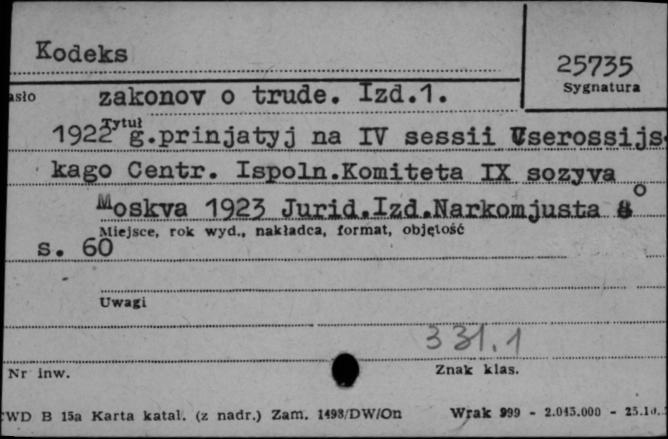 Kodeks
25735
Sygnatura
asło
zakonov o trude. Izd.1.
Tytuł
1922 g.prinjatyj na IV sessii Vserossijs
kago Centr. Ispoln.Komiteta IX sozyva
Moskva 1923 Jurid.Izd.Narkomjusta 8°
Miejsce, rok wyd., nakładca, format, objętość
s. 60
Uwagi
331.1
Nr inw.
Znak klas.
CWD B 15a Karta katal. (z nadr.) Zam. 1498/DW/On
Wrak 999 - 2.045.000 - 25.10.